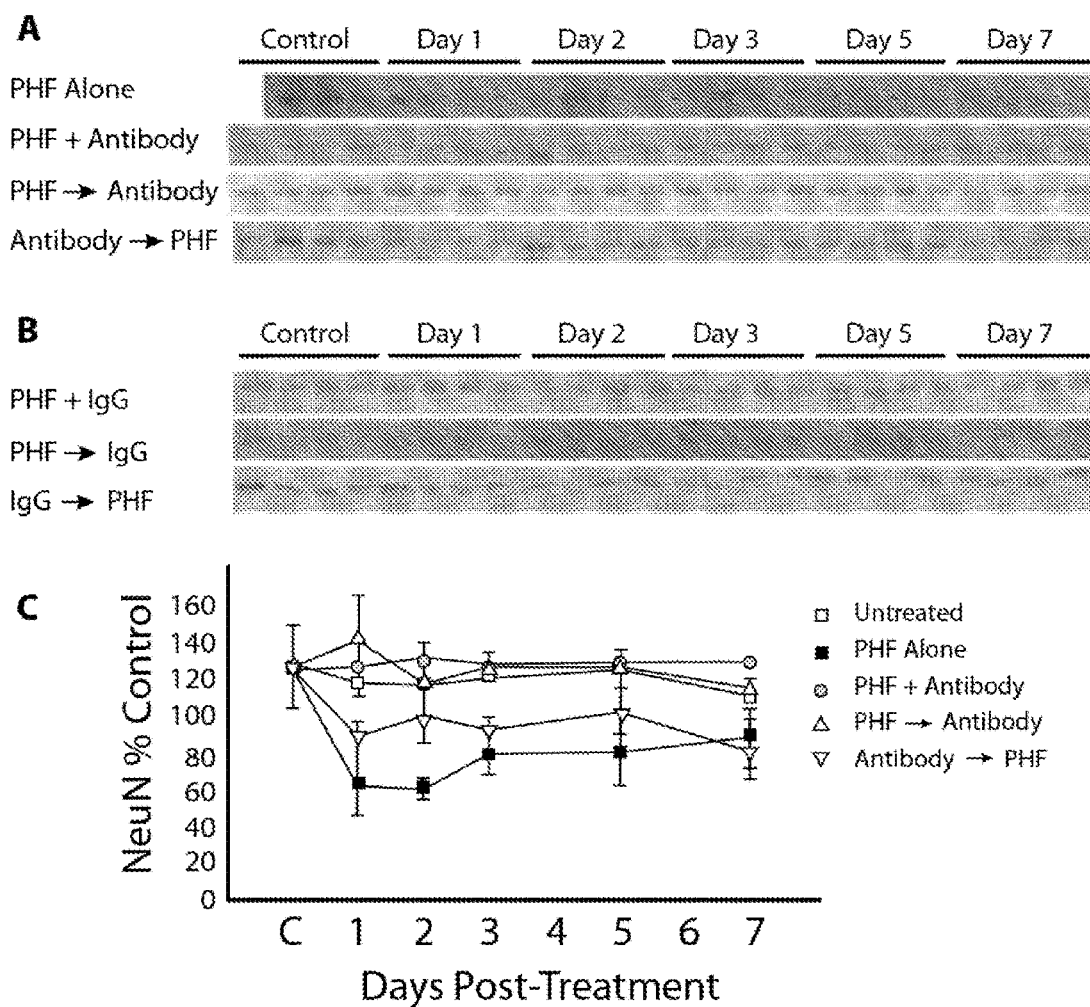 A
Control Day 1 Day 2 Day 3 Day 5 Day 7
PHF Alone
PHF + Antibody
PHF → Antibody
Antibody → PHF
B
Control Day 1 Day 2 Day 3 Day 5 Day 7
PHF + IgG
PHF → IgG
IgG → PHF
C
NeuN % Control
160
140
120
100
80
60
40
20
0
C 1 2 3 4 5 6 7
Days Post-Treatment
Untreated
PHF Alone
PHF + Antibody
PHF → Antibody
Antibody → PHF